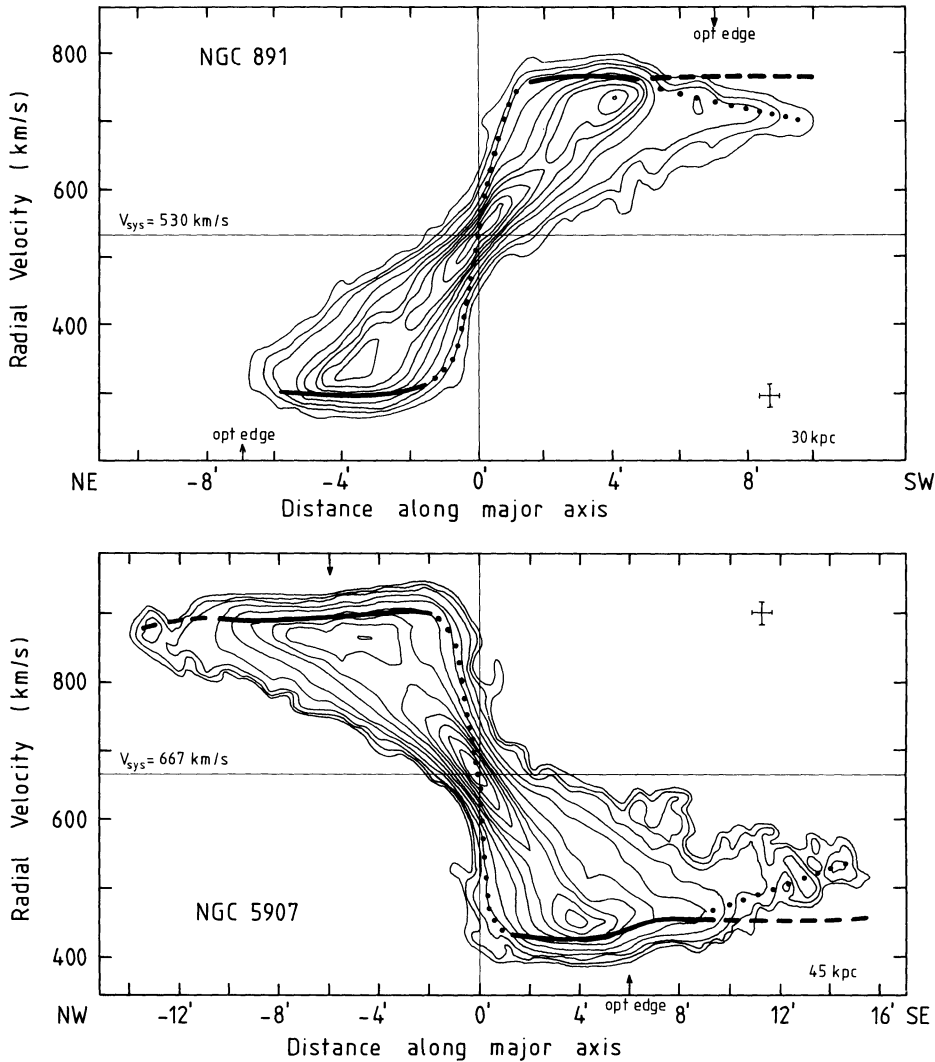 opt edge
NGC 891
800
600
400
Radial Velocity (km/s)
Vsys = 530 km/s
opt edge
30 kpc
NE -8' -4' 0' 4' 8' SW
Distance along major axis
800
600
400
Radial Velocity (km/s)
Vsys = 667 km/s
NGC 5907
45 kpc
opt edge
NW -12' -8' -4' 0' 4' 8' 12' 16' SE
Distance along major axis